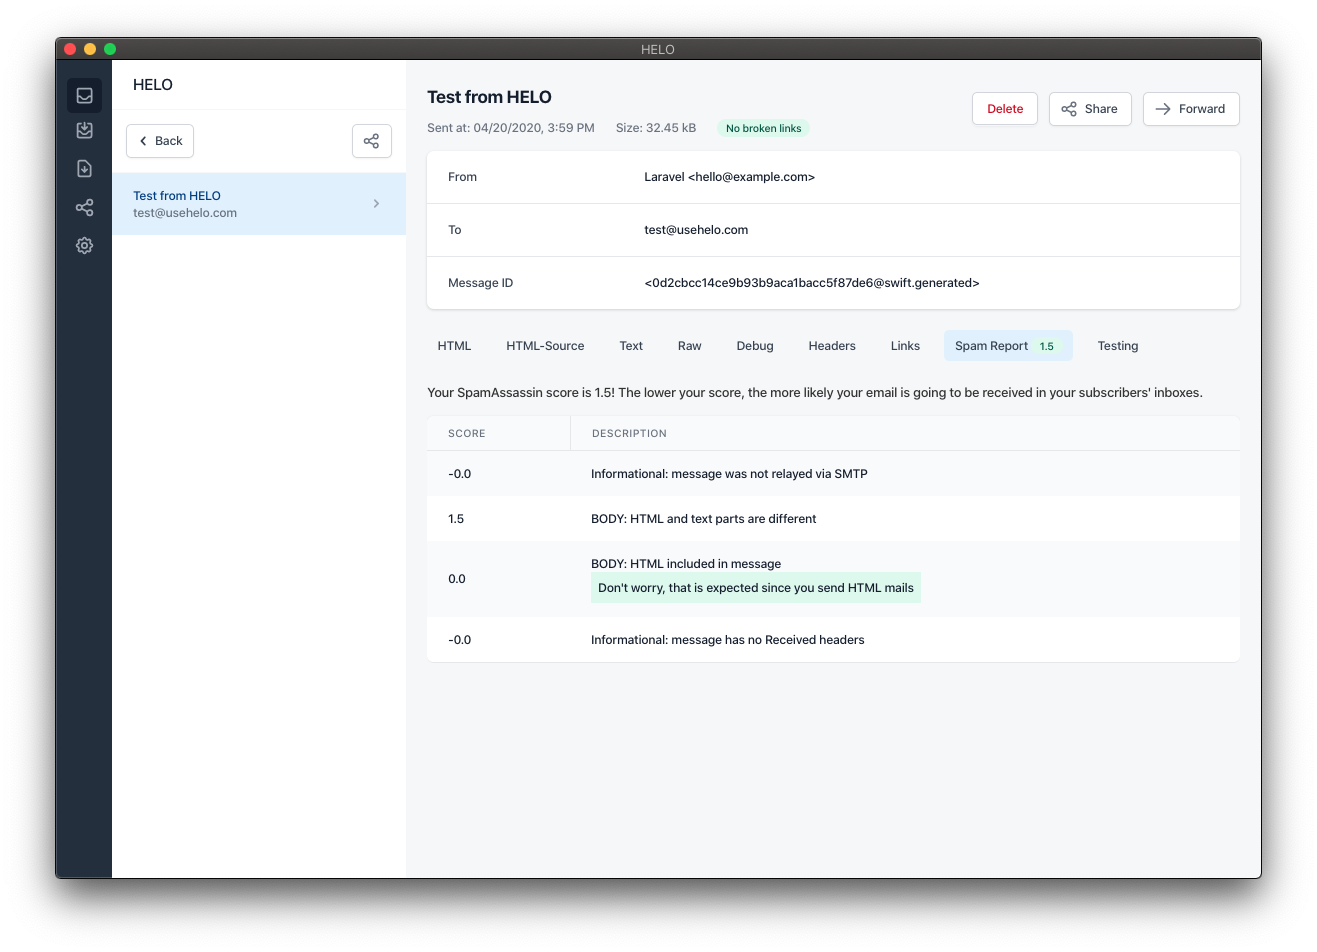 HELO
HELO
Back
Test from HELO
test@usehelo.com
Test from HELO
Sent at: 04/20/2020, 3:59 PM Size: 32.45 kB No broken links
Delete Share Forward
From Laravel <hello@example.com>
To test@usehelo.com
Message ID <0d2cbcc14ce9b93b9aca1bacc5f87de6@swift.generated>
HTML HTML-Source Text Raw Debug Headers Links Spam Report 1.5 Testing
Your SpamAssassin score is 1.5! The lower your score, the more likely your email is going to be received in your subscribers' inboxes.
SCORE DESCRIPTION
-0.0 Informational: message was not relayed via SMTP
1.5 BODY: HTML and text parts are different
0.0 BODY: HTML included in message
Don't worry, that is expected since you send HTML mails
-0.0 Informational: message has no Received headers